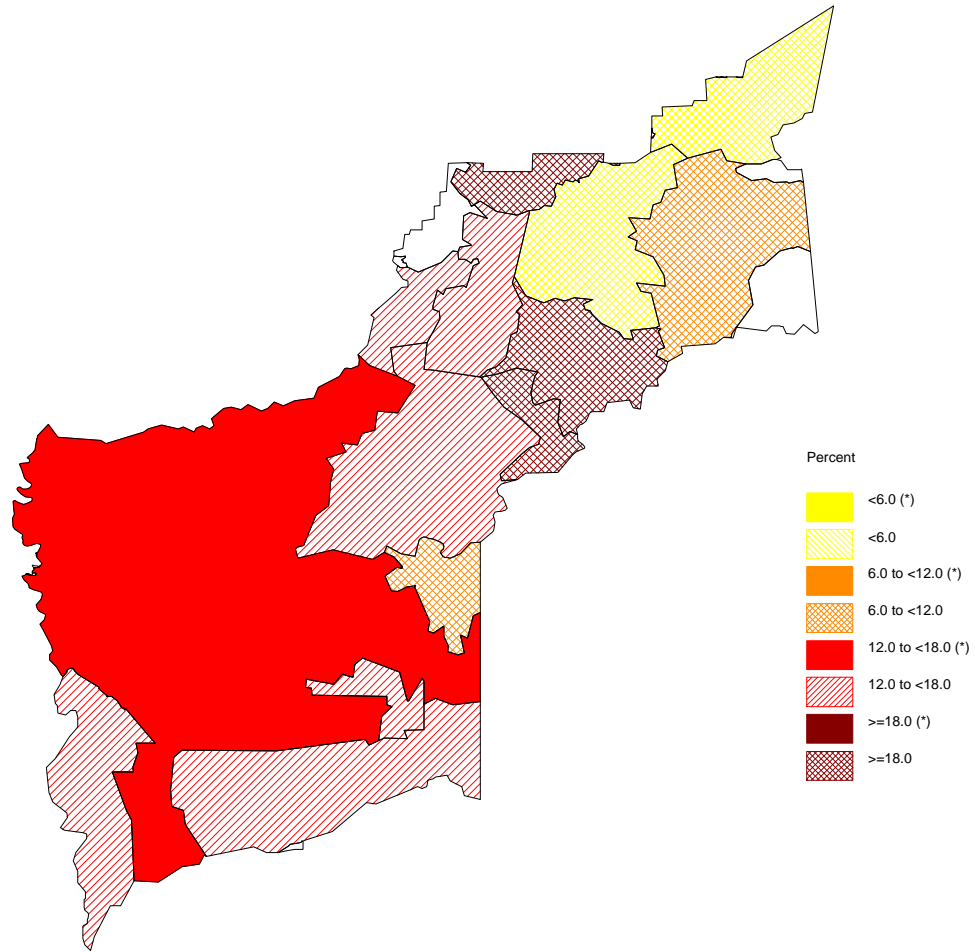 Percent
<6.0 (*)
<6.0
6.0 to <12.0 (*)
6.0 to <12.0
12.0 to <18.0 (*)
12.0 to <18.0
>=18.0 (*)
>=18.0